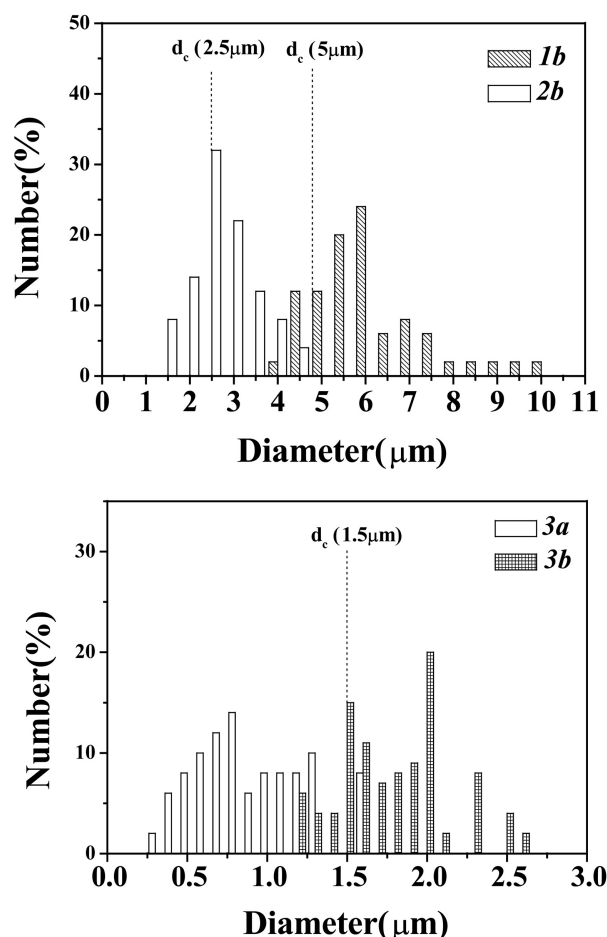 50
40
30
20
10
0
Number(%)
d_c (2.5μm)
d_c (5μm)
1b
2b
0 1 2 3 4 5 6 7 8 9 10 11
Diameter(μm)
30
20
10
0
Number(%)
d_c (1.5μm)
3a
3b
0.0 0.5 1.0 1.5 2.0 2.5 3.0
Diameter(μm)